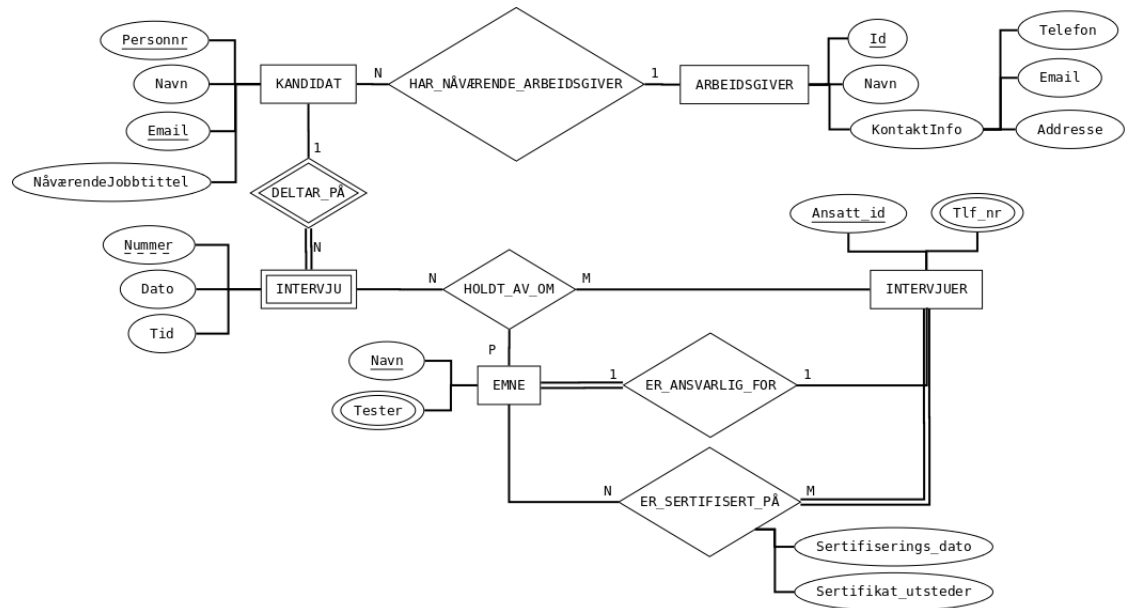 Personnr
Navn
Email
NåværendeJobbtittel
KANDIDAT
N
HAR_NÅVÆRENDE_ARBEIDSGIVER
1
ARBEIDSGIVER
Id
Navn
KontaktInfo
Telefon
Email
Addresse
1
DELTAR_PÅ
N
Nummer
Dato
Tid
INTERVJU
N
HOLDT_AV_OM
M
INTERVJUER
Ansatt_id
Tlf_nr
P
Navn
Tester
EMNE
1
ER_ANSVARLIG_FOR
1
N
ER_SERTIFISERT_PÅ
M
Sertifiserings_dato
Sertifikat_utsteder